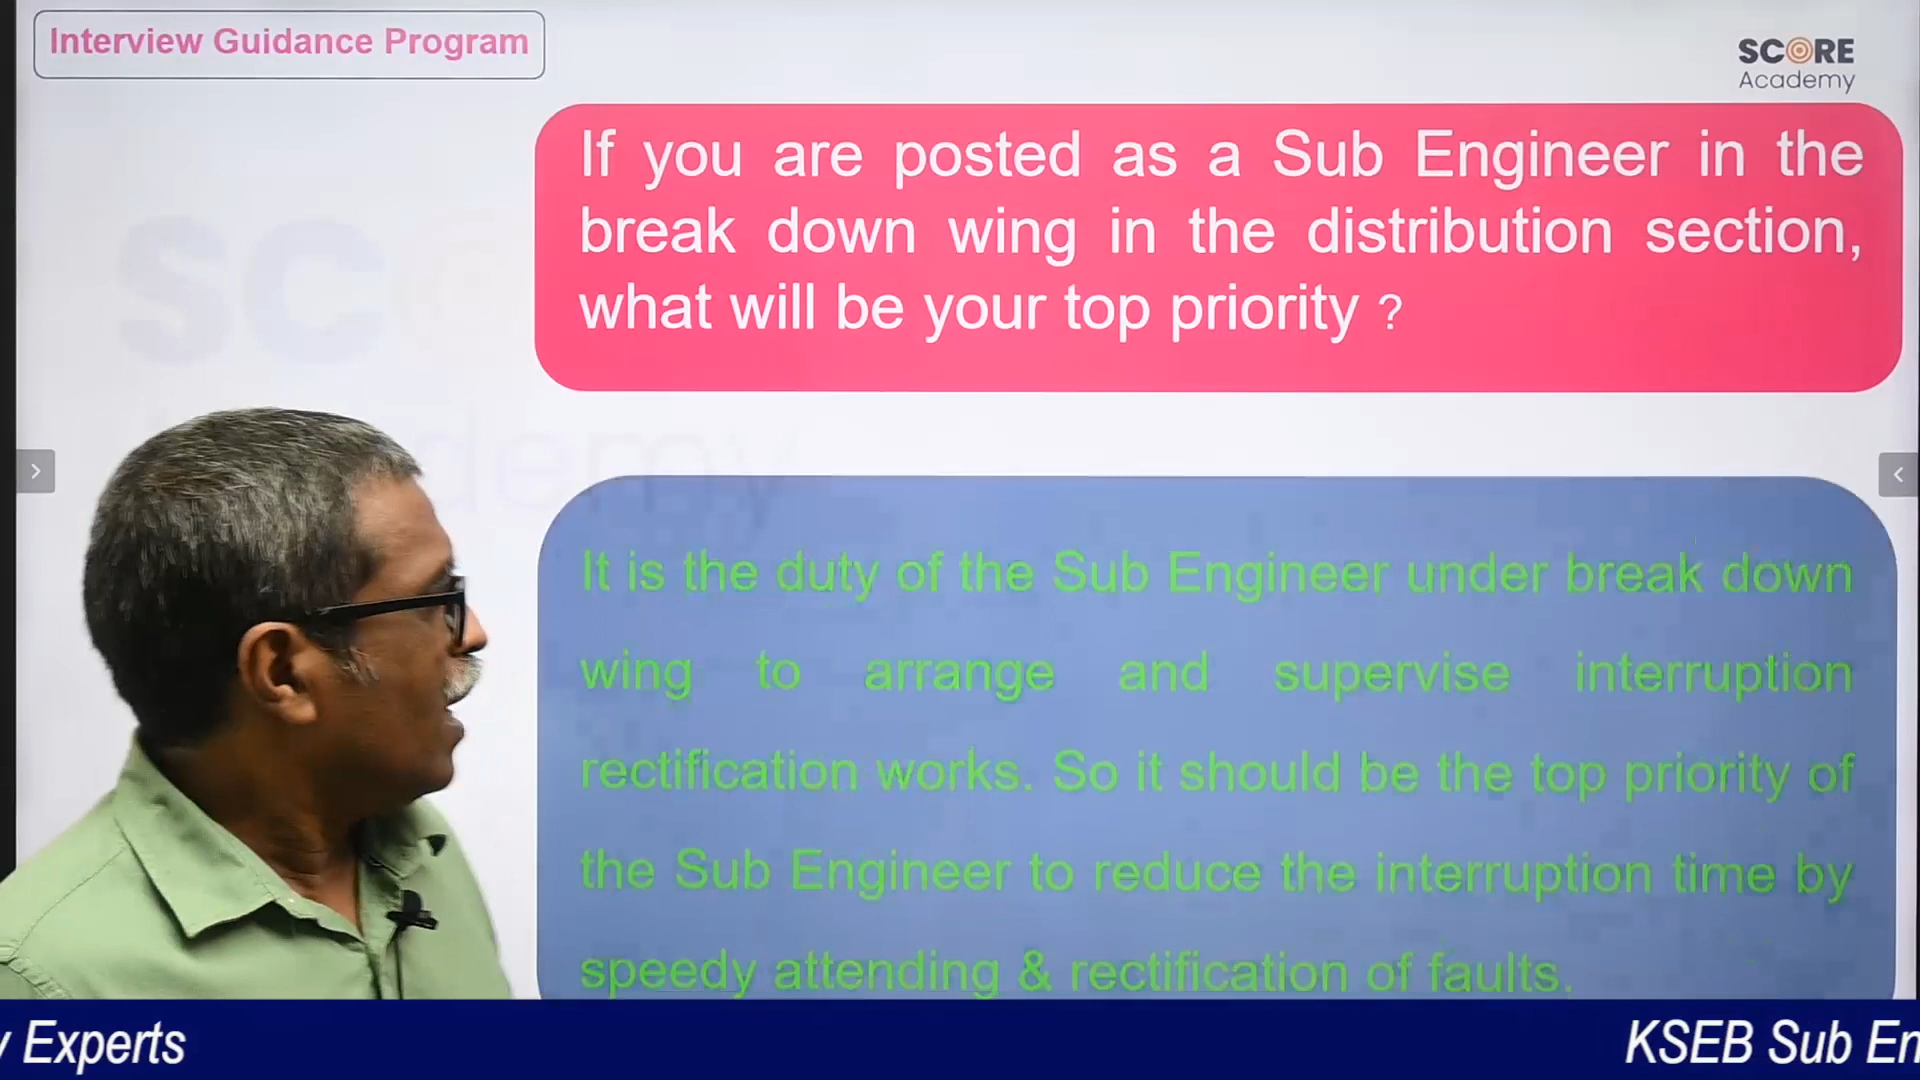 Interview Guidance Program
SCORE
Academy
If you are posted as a Sub Engineer in the
break down wing in the distribution section,
what will be your top priority ?
It is the duty of the Sub Engineer under break down
wing to arrange and supervise interruption
rectification works. So it should be the top priority of
the Sub Engineer to reduce the interruption time by
speedy attending & rectification of faults.
Experts
KSEB Sub En